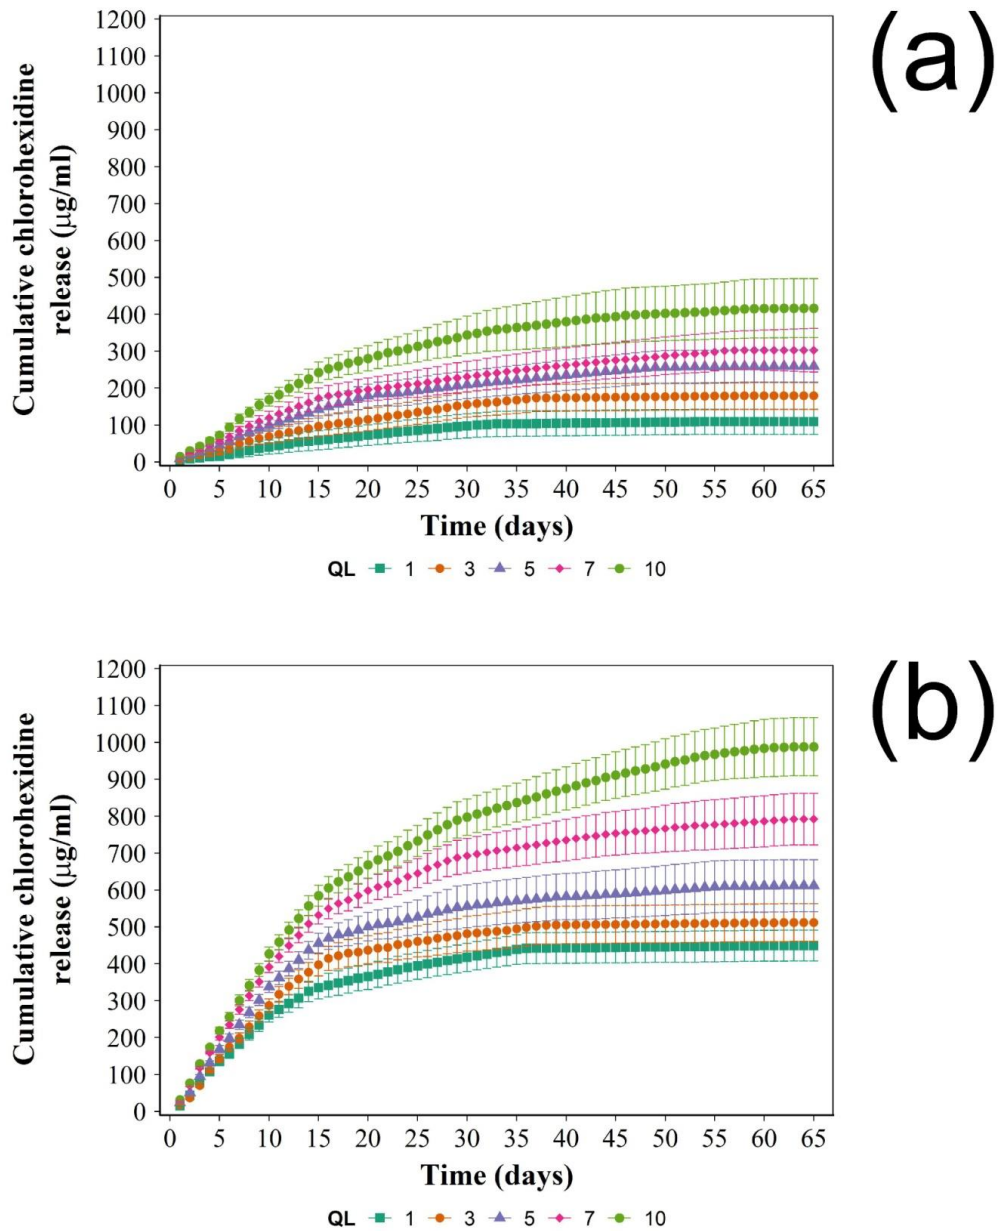 (a)
Cumulative chlorohexidine
release (μg/ml)
1200
1100
1000
900
800
700
600
500
400
300
200
100
0
0 5 10 15 20 25 30 35 40 45 50 55 60 65
Time (days)
QL 1 3 5 7 10
(b)
Cumulative chlorohexidine
release (μg/ml)
1200
1100
1000
900
800
700
600
500
400
300
200
100
0
0 5 10 15 20 25 30 35 40 45 50 55 60 65
Time (days)
QL 1 3 5 7 10